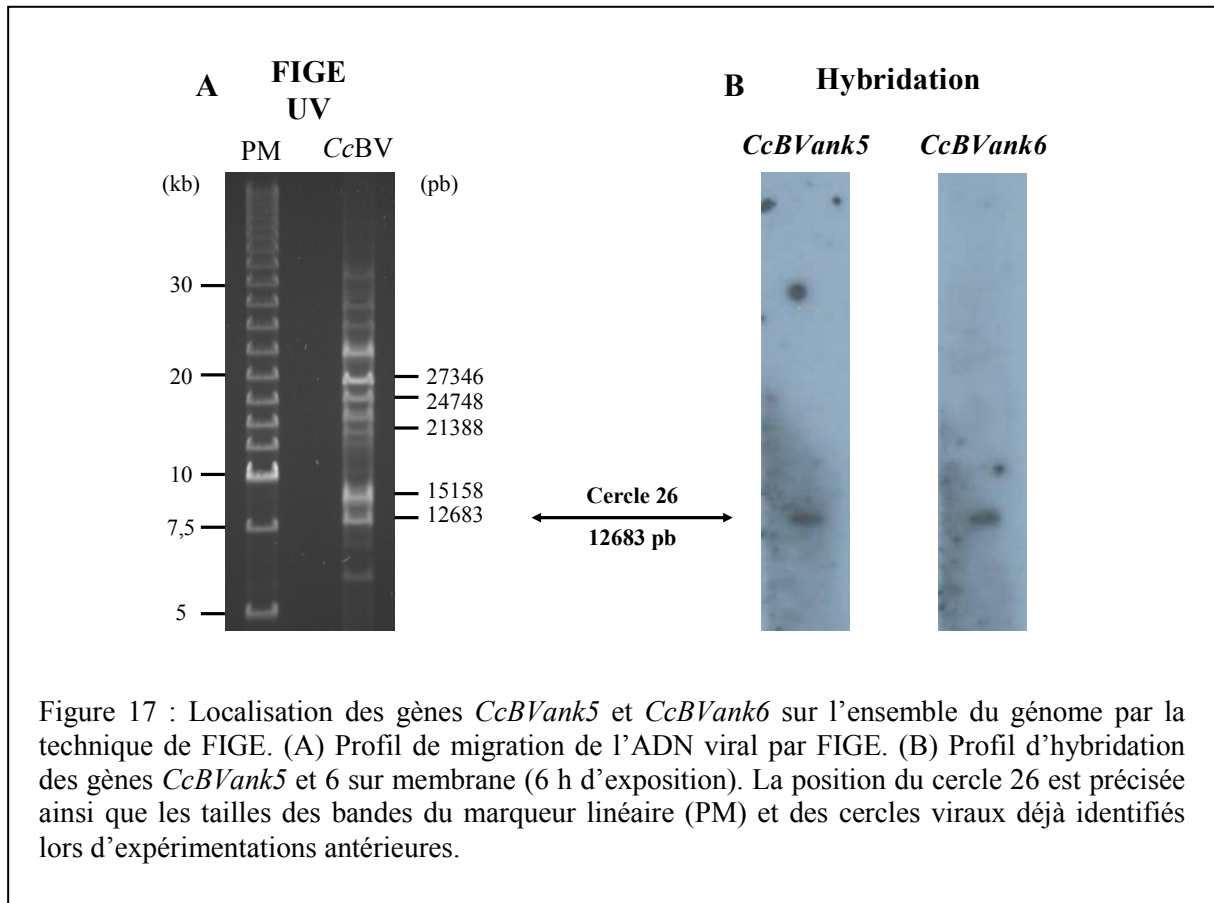 A
FIGE
UV
PM
CcBV
(kb)
(pb)
30
20
10
7,5
5
27346
24748
21388
15158
12683
Cercle 26
12683 pb
B
Hybridation
CcBVank5
CcBVank6
Figure 17 : Localisation des gènes CcBVank5 et CcBVank6 sur l’ensemble du génome par la
technique de FIGE. (A) Profil de migration de l’ADN viral par FIGE. (B) Profil d’hybridation
des gènes CcBVank5 et 6 sur membrane (6 h d’exposition). La position du cercle 26 est précisée
ainsi que les tailles des bandes du marqueur linéaire (PM) et des cercles viraux déjà identifiés
lors d’expérimentations antérieures.